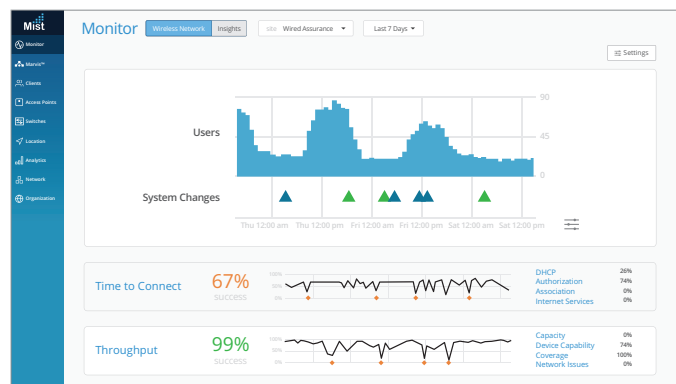 Mist
Monitor
Wireless Network
Insights
site Wired Assurance
Last 7 Days
Monitor
Marvis™
Clients
Access Points
Switches
Location
Analytics
Network
Organization
Settings
Users
90
45
0
System Changes
Thu 12:00 am Thu 12:00 pm Fri 12:00 am Fri 12:00 pm Sat 12:00 am Sat 12:00 pm
Time to Connect
67%
success
100%
50%
0%
DHCP 26%
Authorization 74%
Association 0%
Internet Services 0%
Throughput
99%
success
100%
50%
0%
Capacity 0%
Device Capability 74%
Coverage 100%
Network Issues 0%